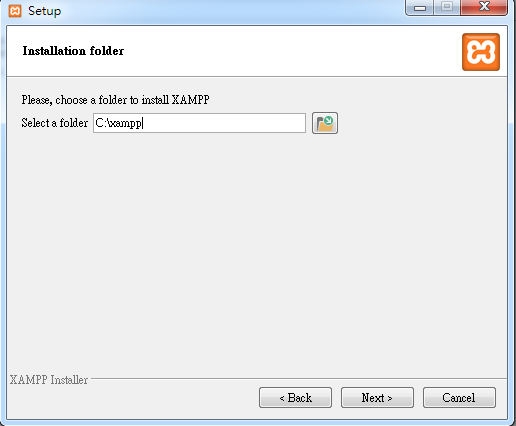 Setup
Installation folder
Please, choose a folder to install XAMPP
Select a folder C:\xampp
XAMPP Installer
< Back Next > Cancel